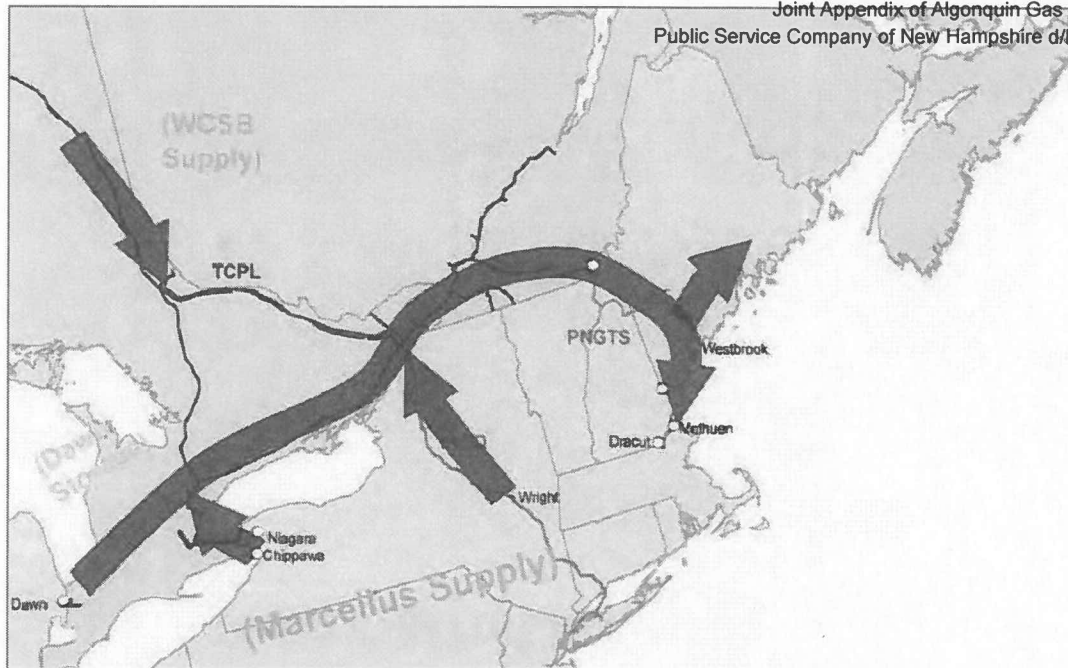 Joint Appendix of Algonquin Gas
Public Service Company of New Hampshire d/
(WCSB
Supply)
TCPL
PNGTS
Westbrook
Methuen
Dracut
Wright
Niagara
Chippawa
Dawn
(Marcellus Supply)